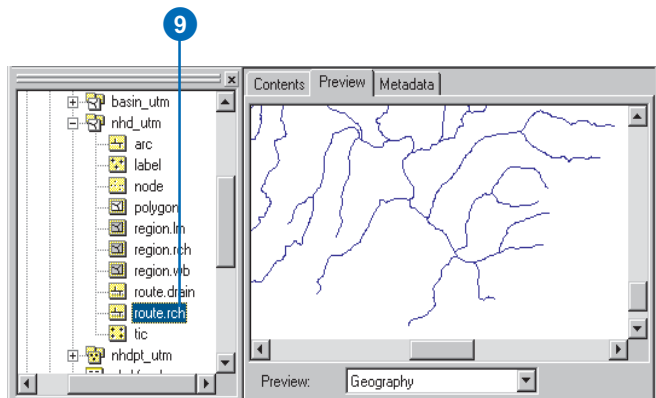 9
Contents Preview Metadata
basin_utm
nhd_utm
arc
label
node
polygon
region.lm
region.rch
region.wb
route.drain
route.rch
tic
nhdpt_utm
Preview: Geography